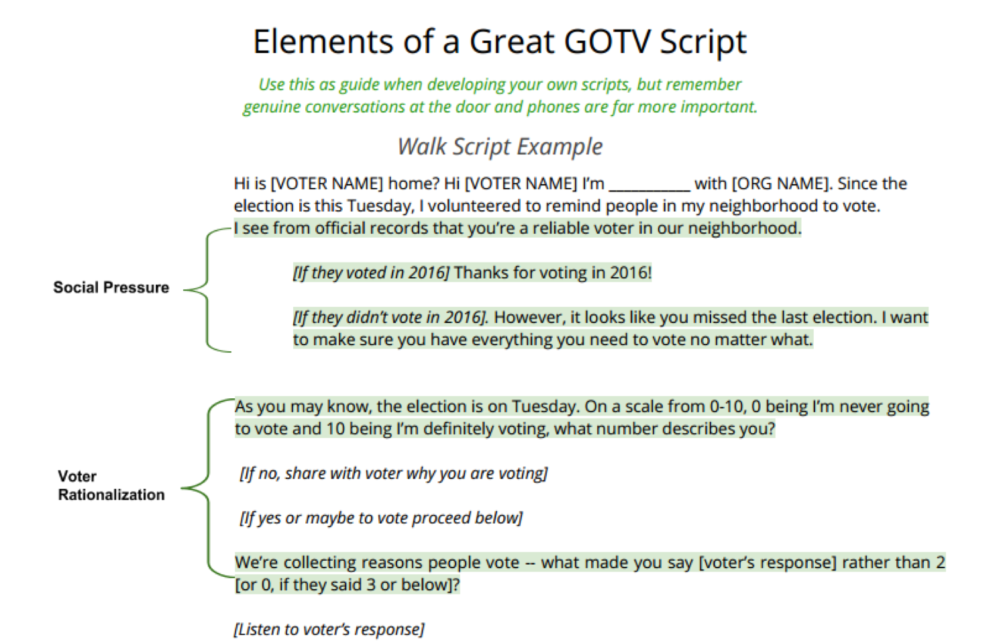 Elements of a Great GOTV Script
Use this as guide when developing your own scripts, but remember
genuine conversations at the door and phones are far more important.
Walk Script Example
Hi is [VOTER NAME] home? Hi [VOTER NAME] I’m ___________ with [ORG NAME]. Since the
election is this Tuesday, I volunteered to remind people in my neighborhood to vote.
I see from official records that you’re a reliable voter in our neighborhood.
[If they voted in 2016] Thanks for voting in 2016!
Social Pressure
[If they didn’t vote in 2016]. However, it looks like you missed the last election. I want
to make sure you have everything you need to vote no matter what.
As you may know, the election is on Tuesday. On a scale from 0-10, 0 being I’m never going
to vote and 10 being I’m definitely voting, what number describes you?
[If no, share with voter why you are voting]
Voter
Rationalization
[If yes or maybe to vote proceed below]
We’re collecting reasons people vote -- what made you say [voter’s response] rather than 2
[or 0, if they said 3 or below]?
[Listen to voter’s response]